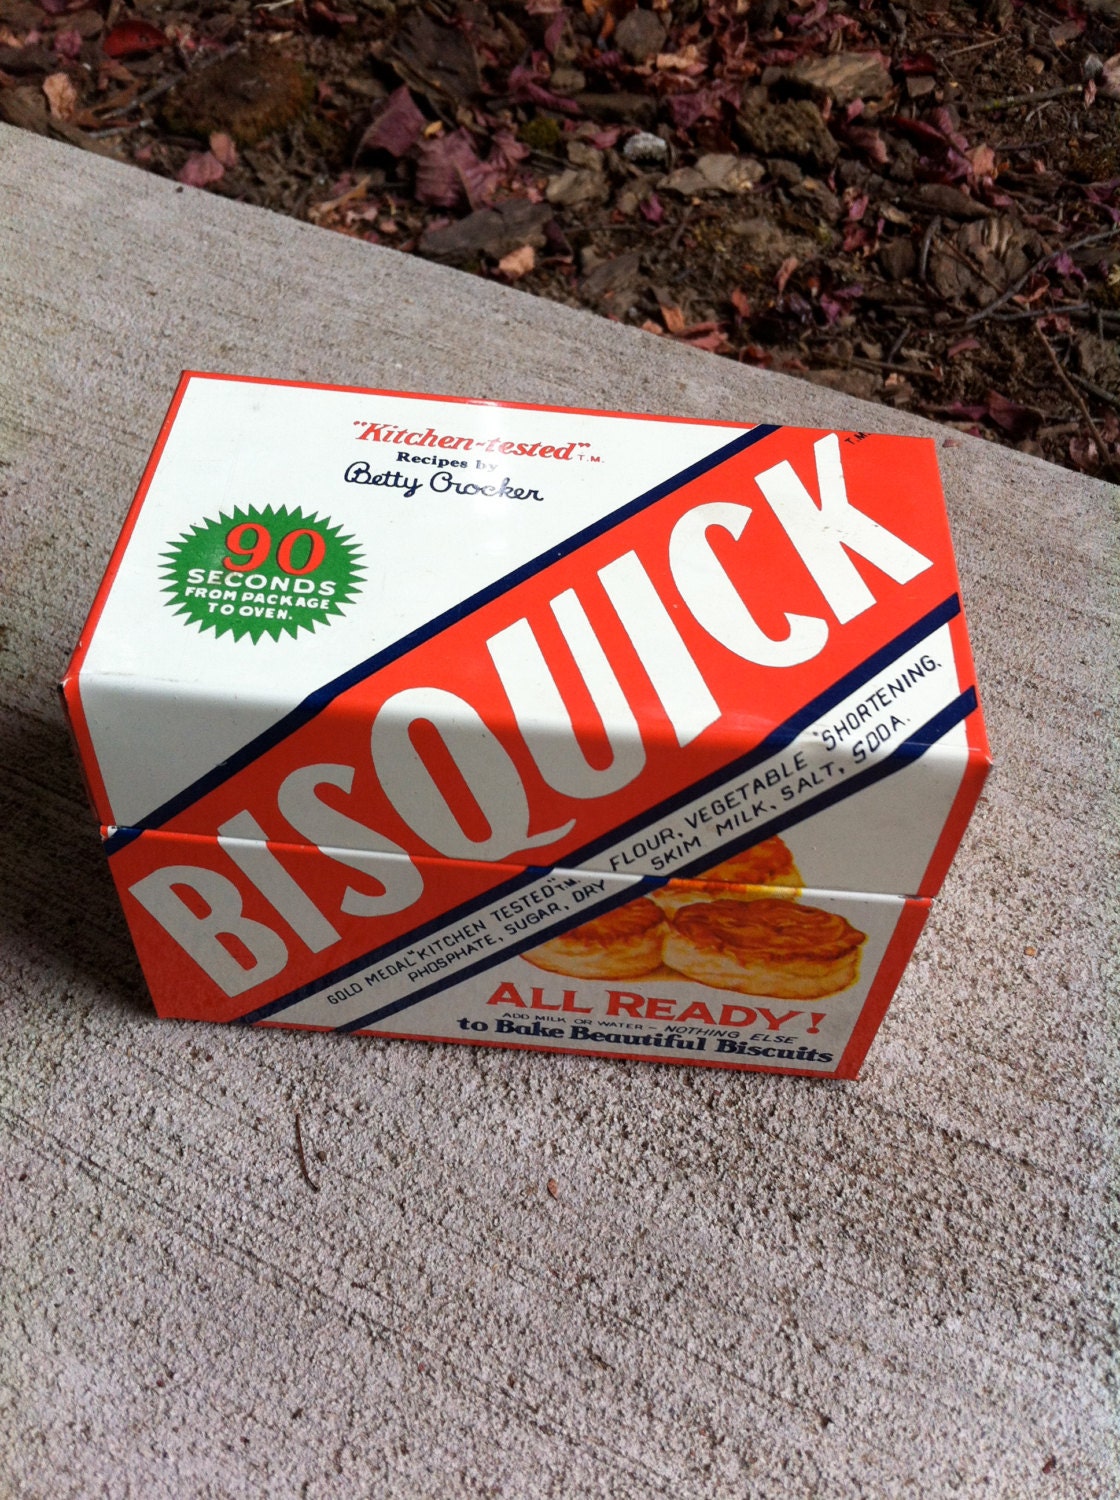 "Kitchen-tested" T.M.
Recipes by
Betty Crocker
90
SECONDS
FROM PACKAGE
TO OVEN.
BISQUICK T.M.
GOLD MEDAL "KITCHEN TESTED" T.M. FLOUR, VEGETABLE SHORTENING,
PHOSPHATE, SUGAR, DRY SKIM MILK, SALT, SODA.
ALL READY!
ADD MILK OR WATER - NOTHING ELSE
to Bake Beautiful Biscuits